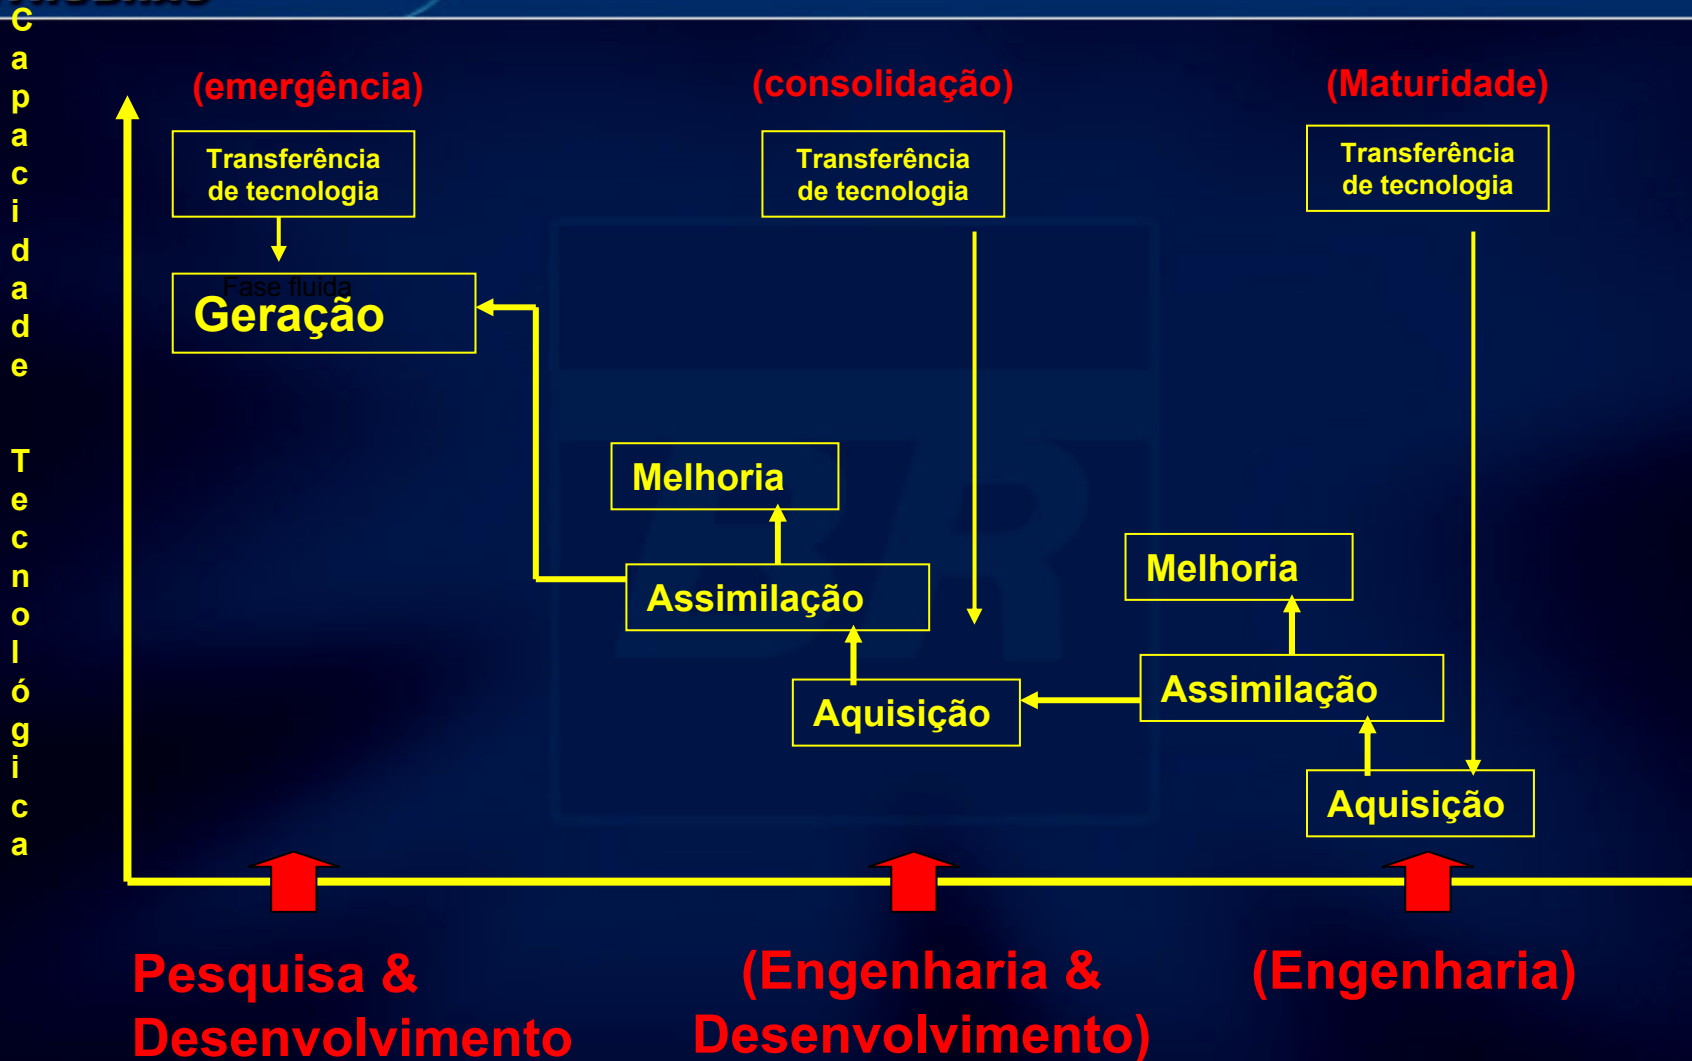 Capacidade Tecnológica
(emergência)
(consolidação)
(Maturidade)
Transferência
de tecnologia
Transferência
de tecnologia
Transferência
de tecnologia
Fase fluida
Geração
Melhoria
Assimilação
Aquisição
Melhoria
Assimilação
Aquisição
BR
Pesquisa &
Desenvolvimento
(Engenharia &
Desenvolvimento)
(Engenharia)